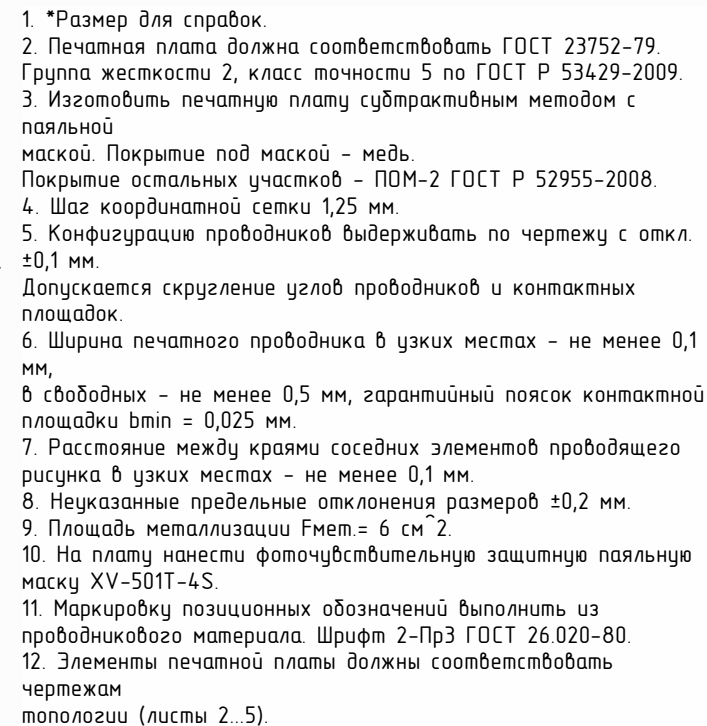 1. *Размер для справок.
2. Печатная плата должна соответствовать ГОСТ 23752-79.
Группа жесткости 2, класс точности 5 по ГОСТ Р 53429-2009.
3. Изготовить печатную плату субтрактивным методом с
паяльной
маской. Покрытие под маской - медь.
Покрытие остальных участков - ПОМ-2 ГОСТ Р 52955-2008.
4. Шаг координатной сетки 1,25 мм.
5. Конфигурацию проводников выдерживать по чертежу с откл.
±0,1 мм.
Допускается скругление углов проводников и контактных
площадок.
6. Ширина печатного проводника в узких местах - не менее 0,1
мм,
в свободных - не менее 0,5 мм, гарантийный поясок контактной
площадки bmin = 0,025 мм.
7. Расстояние между краями соседних элементов проводящего
рисунка в узких местах - не менее 0,1 мм.
8. Неуказанные предельные отклонения размеров ±0,2 мм.
9. Площадь металлизации Fмет.= 6 см^2.
10. На плату нанести фоточувствительную защитную паяльную
маску XV-501T-4S.
11. Маркировку позиционных обозначений выполнить из
проводникового материала. Шрифт 2-Пр3 ГОСТ 26.020-80.
12. Элементы печатной платы должны соответствовать
чертежам
топологии (листы 2...5).